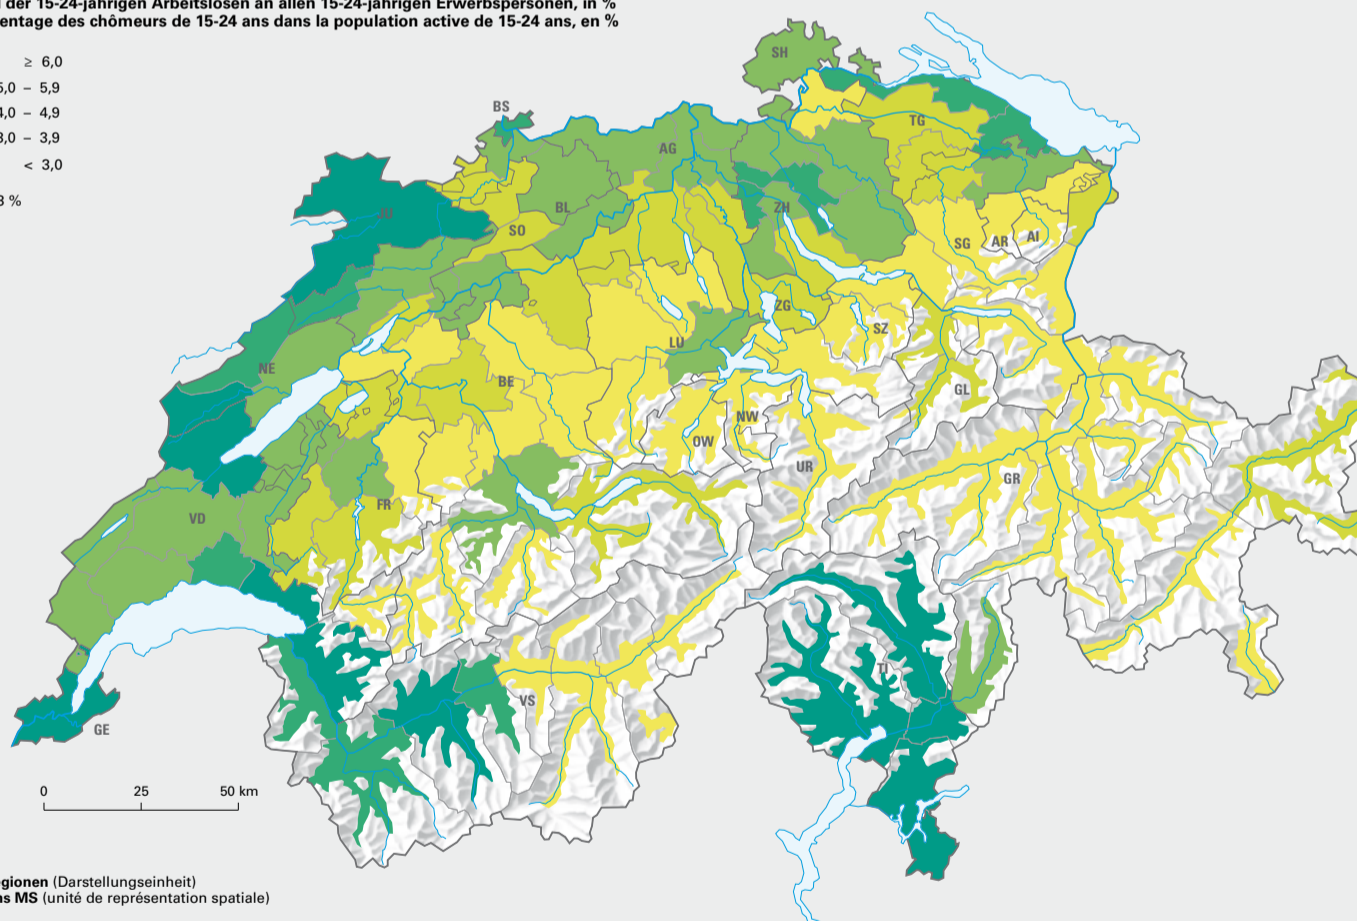 der 15-24-jährigen Arbeitslosen an allen 15-24-jährigen Erwerbspersonen, in %
entage des chômeurs de 15-24 ans dans la population active de 15-24 ans, en %
≥ 6,0
5,0 – 5,9
4,0 – 4,9
3,0 – 3,9
< 3,0
3 %
SH
BS
TG
AG
JU
BL
ZH
SO
SG
AR
AI
ZG
SZ
LU
NE
BE
GL
NW
OW
UR
GR
FR
VD
TI
VS
GE
0 25 50 km
gionen (Darstellungseinheit)
ns MS (unité de représentation spatiale)